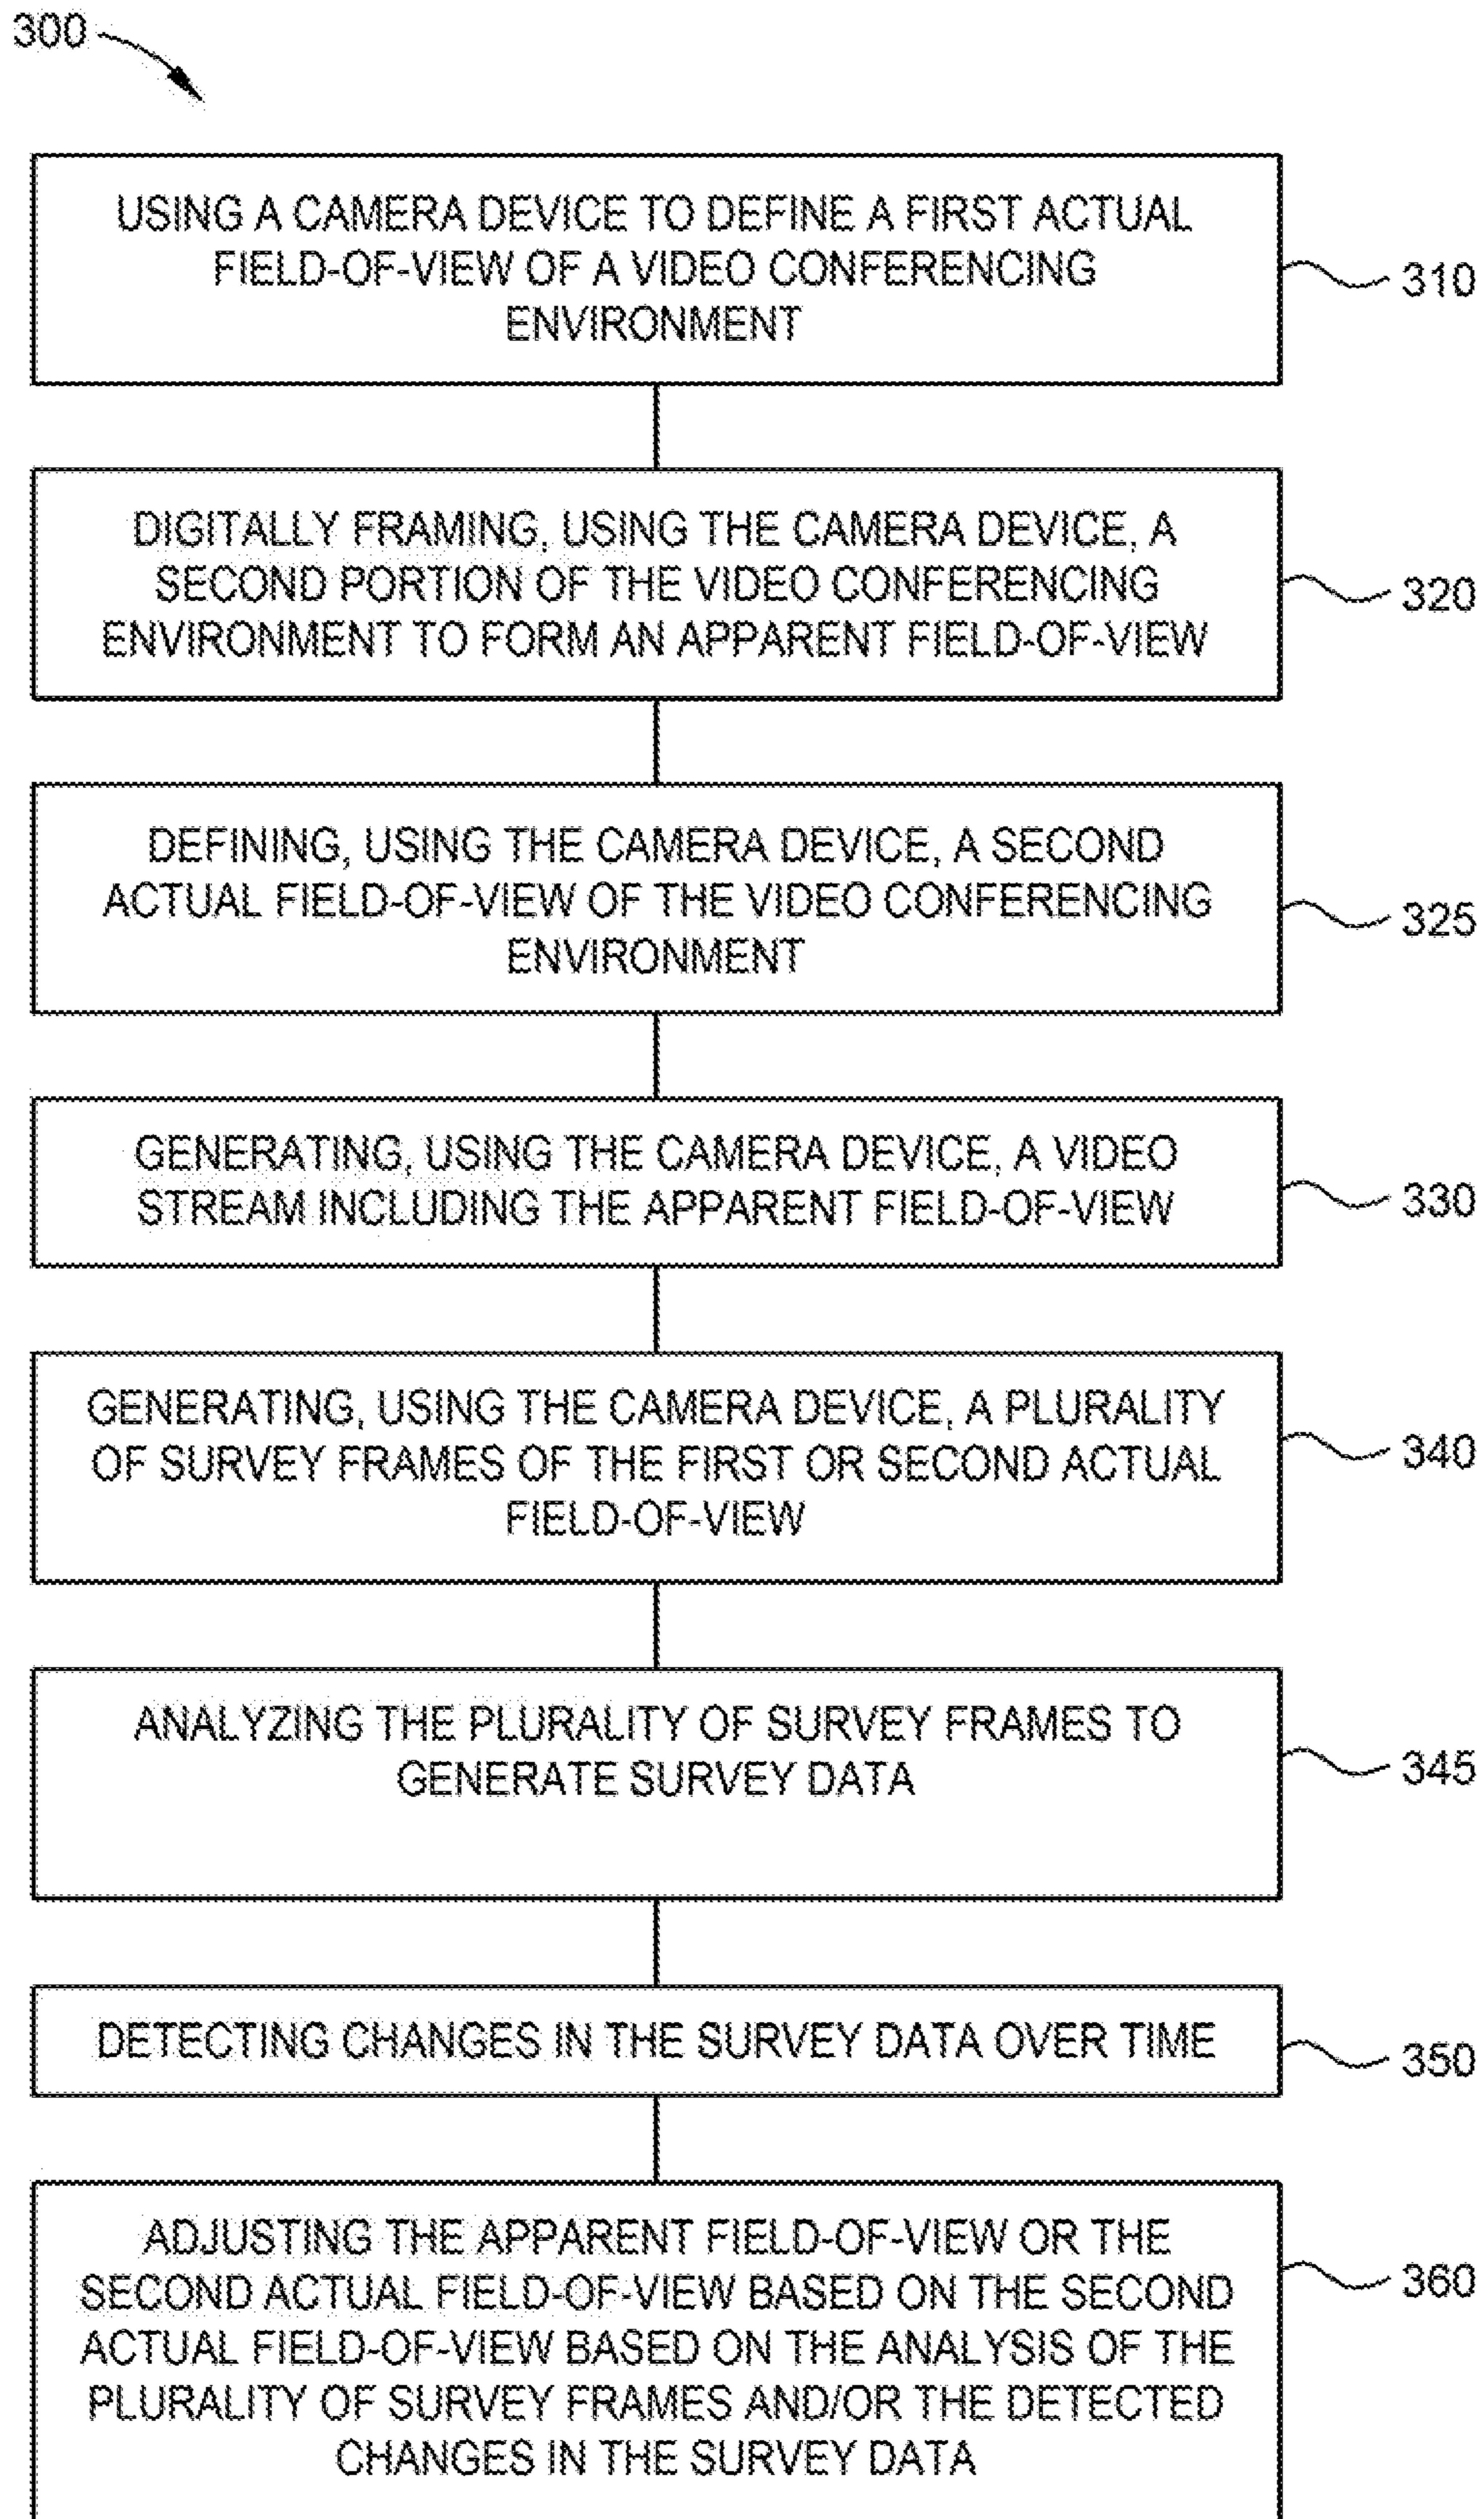 300
USING A CAMERA DEVICE TO DEFINE A FIRST ACTUAL
FIELD-OF-VIEW OF A VIDEO CONFERENCING
ENVIRONMENT
310
DIGITALLY FRAMING, USING THE CAMERA DEVICE, A
SECOND PORTION OF THE VIDEO CONFERENCING
ENVIRONMENT TO FORM AN APPARENT FIELD-OF-VIEW
320
DEFINING, USING THE CAMERA DEVICE, A SECOND
ACTUAL FIELD-OF-VIEW OF THE VIDEO CONFERENCING
ENVIRONMENT
325
GENERATING, USING THE CAMERA DEVICE, A VIDEO
STREAM INCLUDING THE APPARENT FIELD-OF-VIEW
330
GENERATING, USING THE CAMERA DEVICE, A PLURALITY
OF SURVEY FRAMES OF THE FIRST OR SECOND ACTUAL
FIELD-OF-VIEW
340
ANALYZING THE PLURALITY OF SURVEY FRAMES TO
GENERATE SURVEY DATA
345
DETECTING CHANGES IN THE SURVEY DATA OVER TIME
350
ADJUSTING THE APPARENT FIELD-OF-VIEW OR THE
SECOND ACTUAL FIELD-OF-VIEW BASED ON THE SECOND
ACTUAL FIELD-OF-VIEW BASED ON THE ANALYSIS OF THE
PLURALITY OF SURVEY FRAMES AND/OR THE DETECTED
CHANGES IN THE SURVEY DATA
360